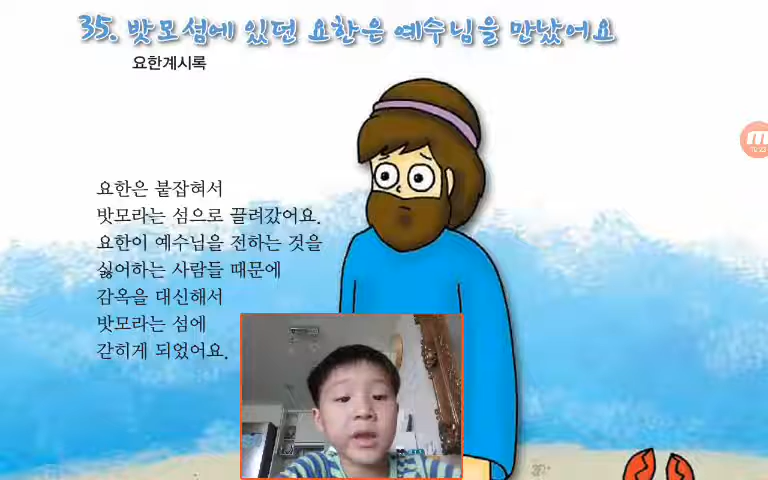 35. 밧모섬에 있던 요한은 예수님을 만났어요
요한계시록
요한은 붙잡혀서
밧모라는 섬으로 끌려갔어요.
요한이 예수님을 전하는 것을
싫어하는 사람들 때문에
감옥을 대신해서
밧모라는 섬에
갇히게 되었어요.